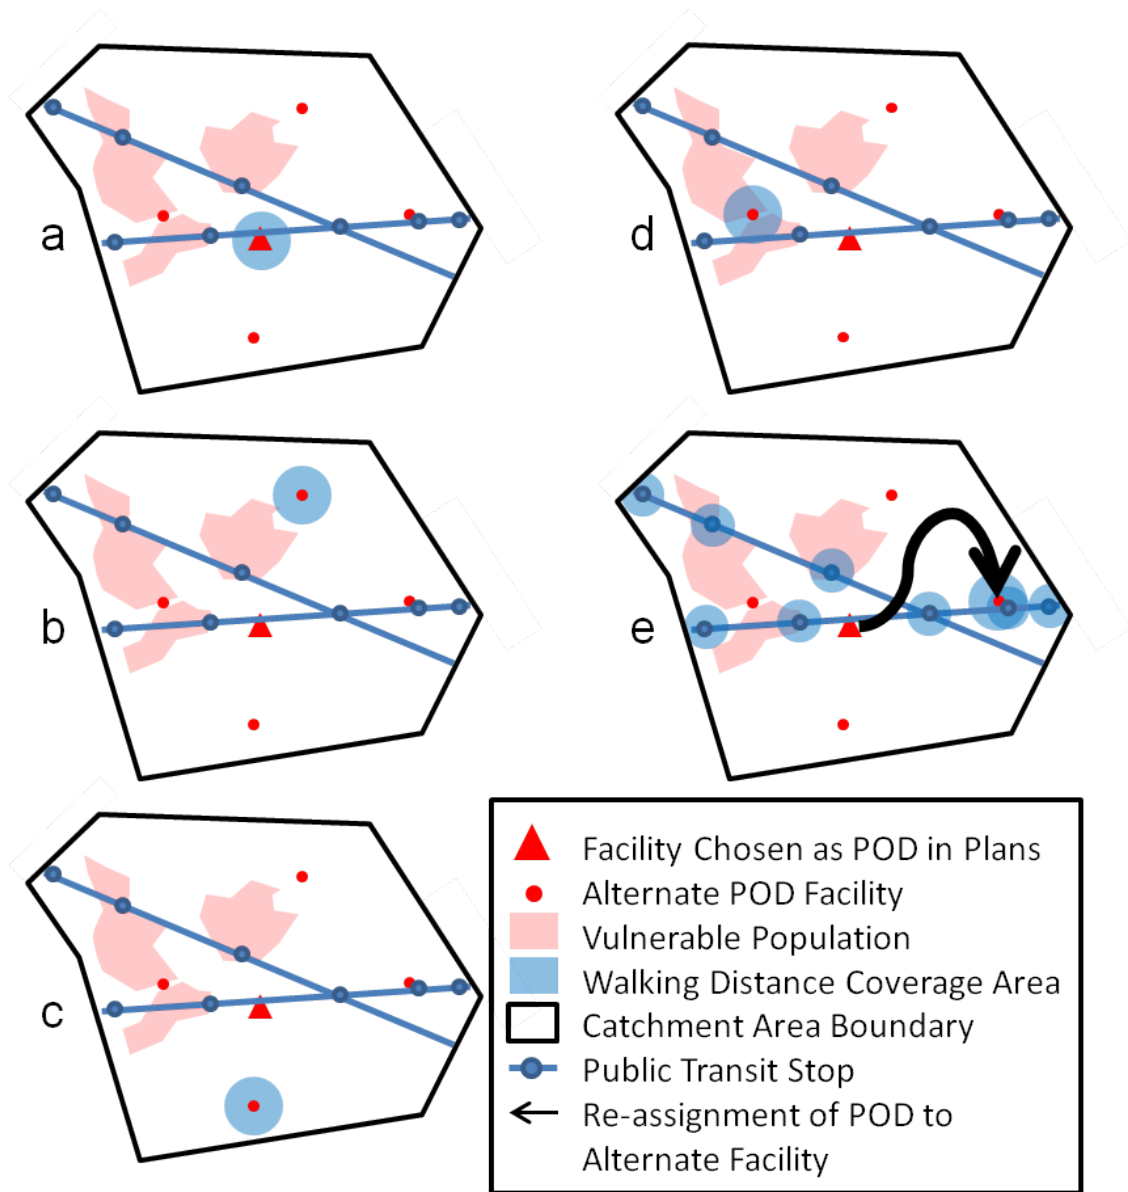 a
d
b
e
c
Facility Chosen as POD in Plans
Alternate POD Facility
Vulnerable Population
Walking Distance Coverage Area
Catchment Area Boundary
Public Transit Stop
Re-assignment of POD to
Alternate Facility